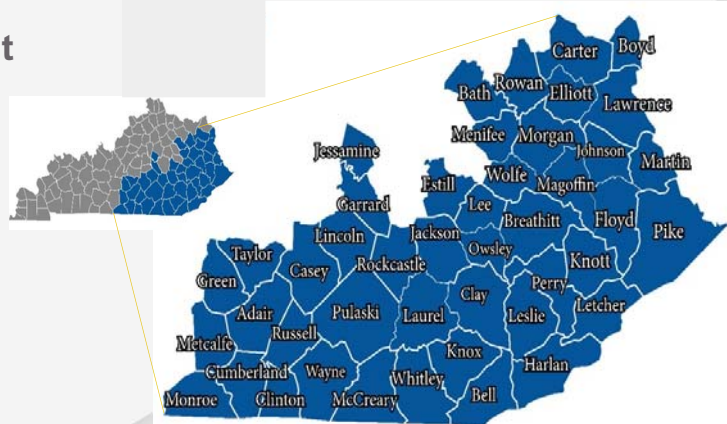 t
Carter
Boyd
Rowan
Bath
Elliott
Lawrence
Menifee
Morgan
Johnson
Jessamine
Martin
Estill
Wolfe
Magoffin
Garrard
Lee
Breathitt
Floyd
Pike
Lincoln
Jackson
Owsley
Taylor
Casey
Rockcastle
Knott
Green
Perry
Clay
Letcher
Adair
Pulaski
Laurel
Leslie
Russell
Metcalfe
Knox
Harlan
Cumberland
Wayne
Whitley
Monroe
Clinton
McCreary
Bell